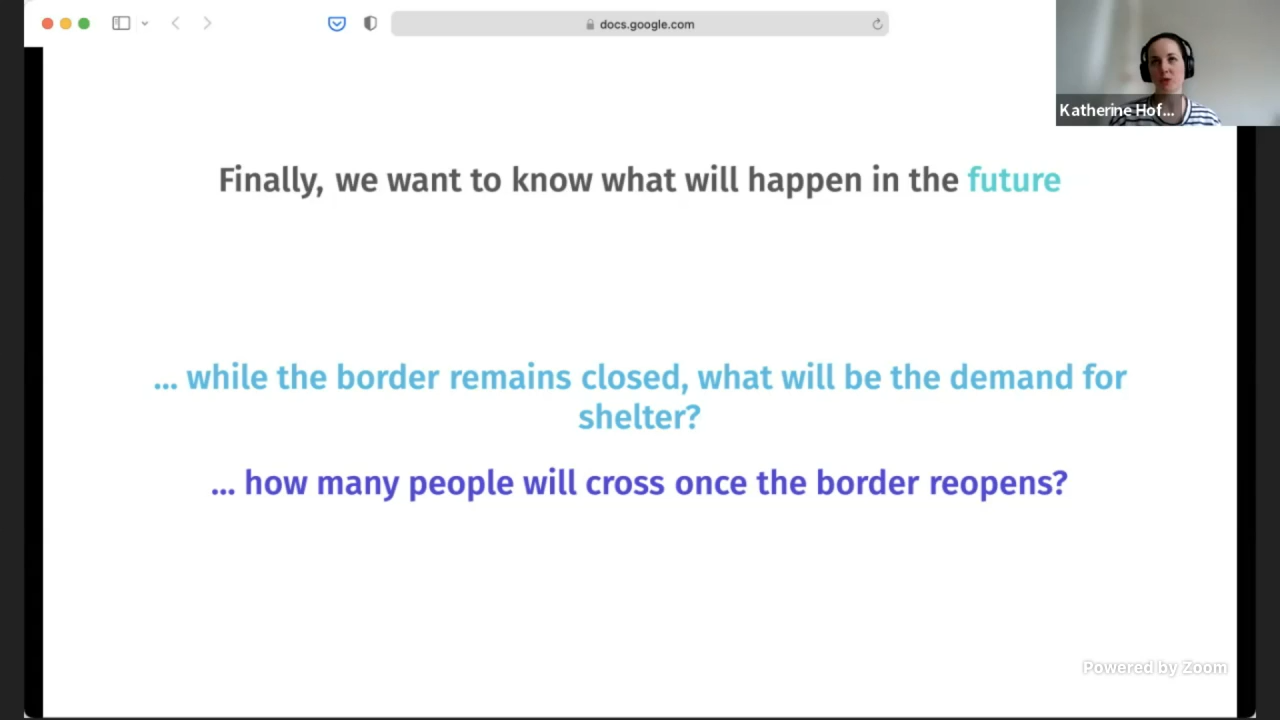 docs.google.com
Katherine Hof...
Finally, we want to know what will happen in the future
... while the border remains closed, what will be the demand for
shelter?
... how many people will cross once the border reopens?
Powered by Zoom